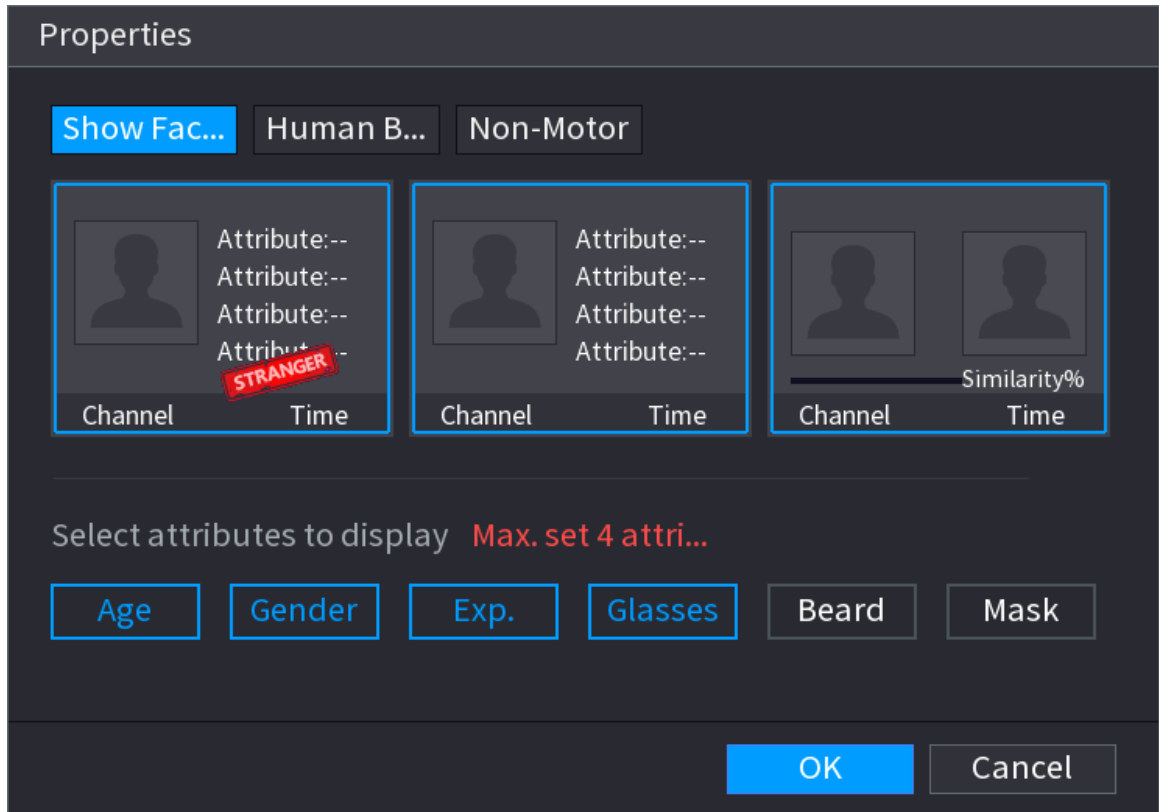 Properties
Show Fac... Human B... Non-Motor
Attribute:--
Attribute:--
Attribute:--
Attribute:--
STRANGER
Channel Time
Attribute:--
Attribute:--
Attribute:--
Attribute:--
Channel Time
Similarity%
Channel Time
Select attributes to display Max. set 4 attri...
Age Gender Exp. Glasses Beard Mask
OK Cancel